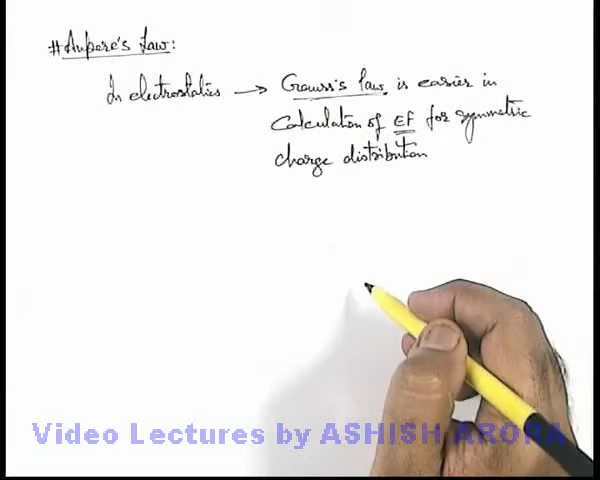 # Ampere's Law:
In electrostatics → Gauss's law is easier in
Calculation of EF for symmetric
charge distribution
Video Lectures by ASHISH ARORA